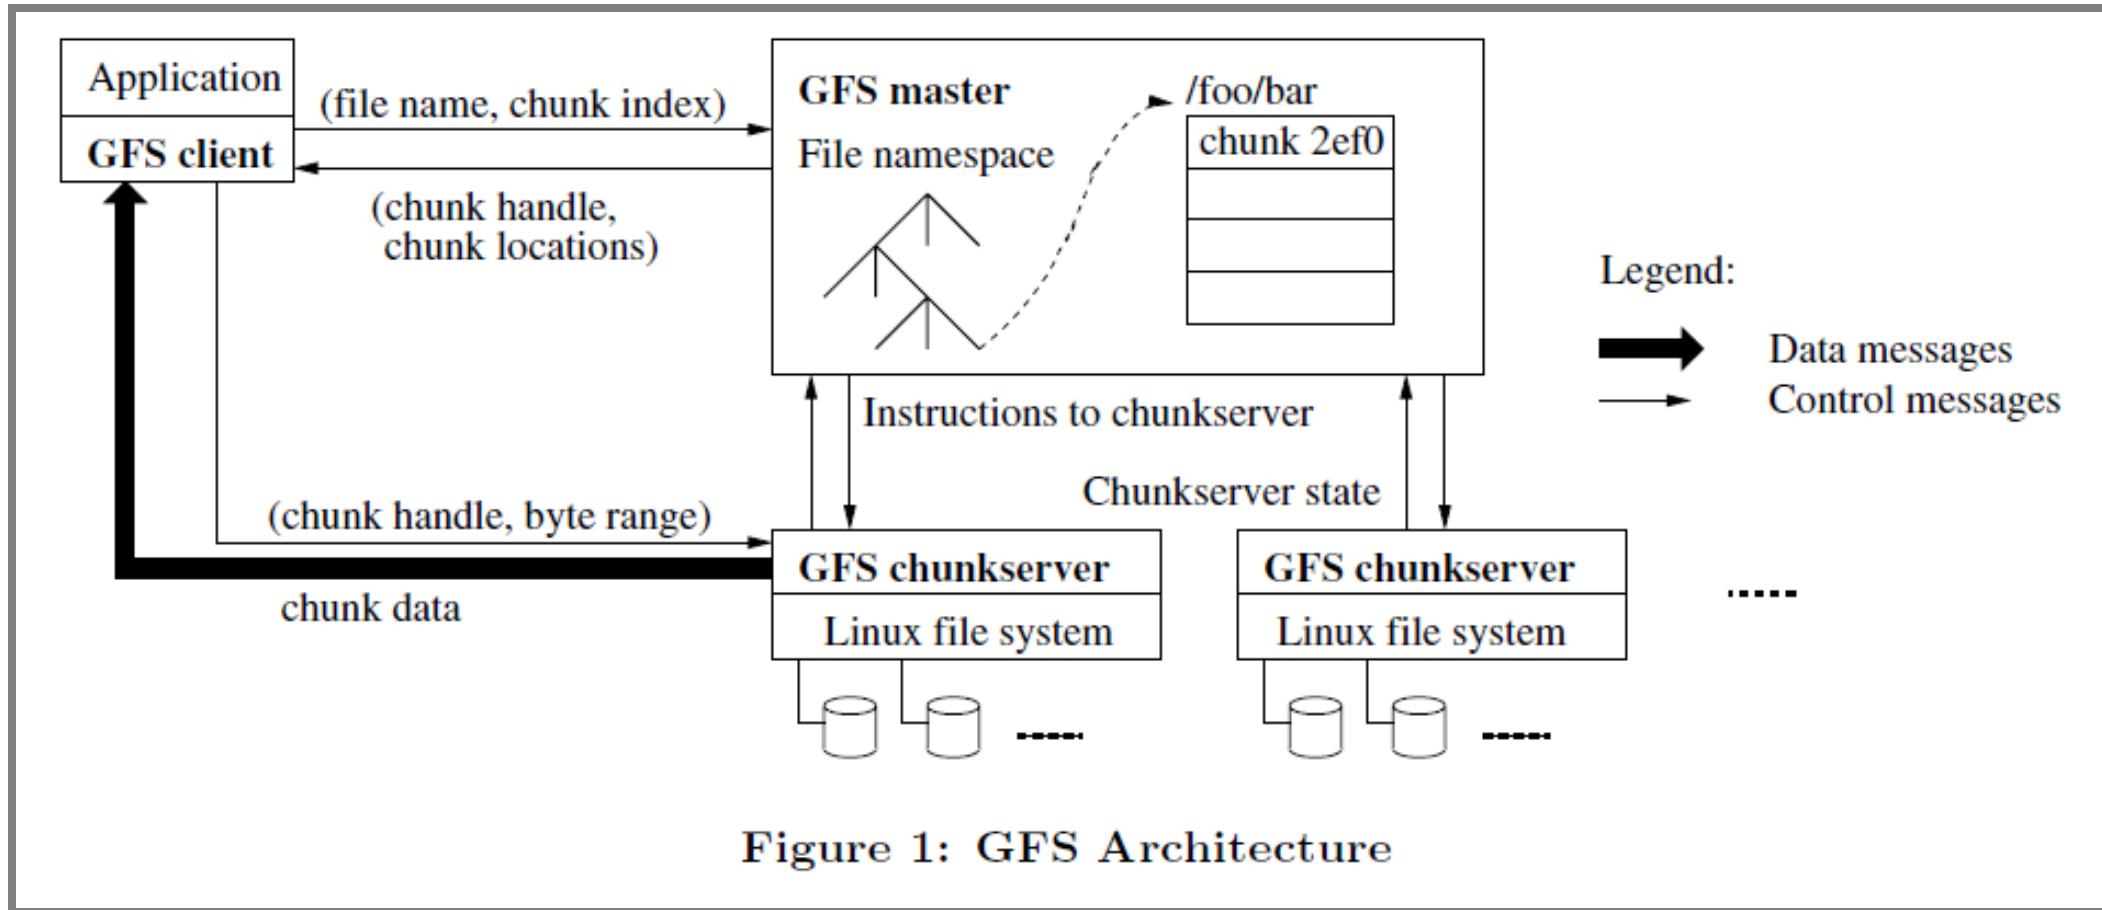 Application
GFS client
(file name, chunk index)
(chunk handle,
chunk locations)
GFS master
File namespace
/foo/bar
chunk 2ef0
Legend:
Data messages
Control messages
Instructions to chunkserver
Chunkserver state
(chunk handle, byte range)
chunk data
GFS chunkserver
Linux file system
GFS chunkserver
Linux file system
Figure 1: GFS Architecture